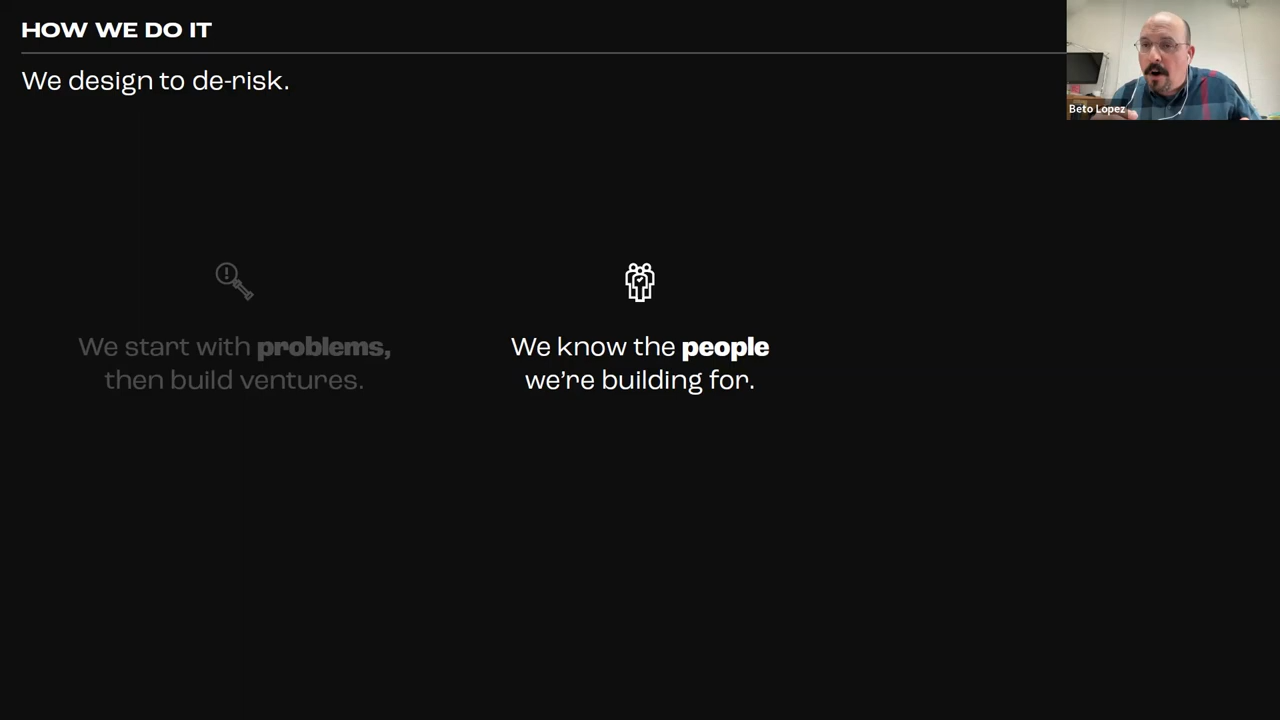 HOW WE DO IT
We design to de-risk.
Beto Lopez
We start with problems,
then build ventures.
We know the people
we’re building for.